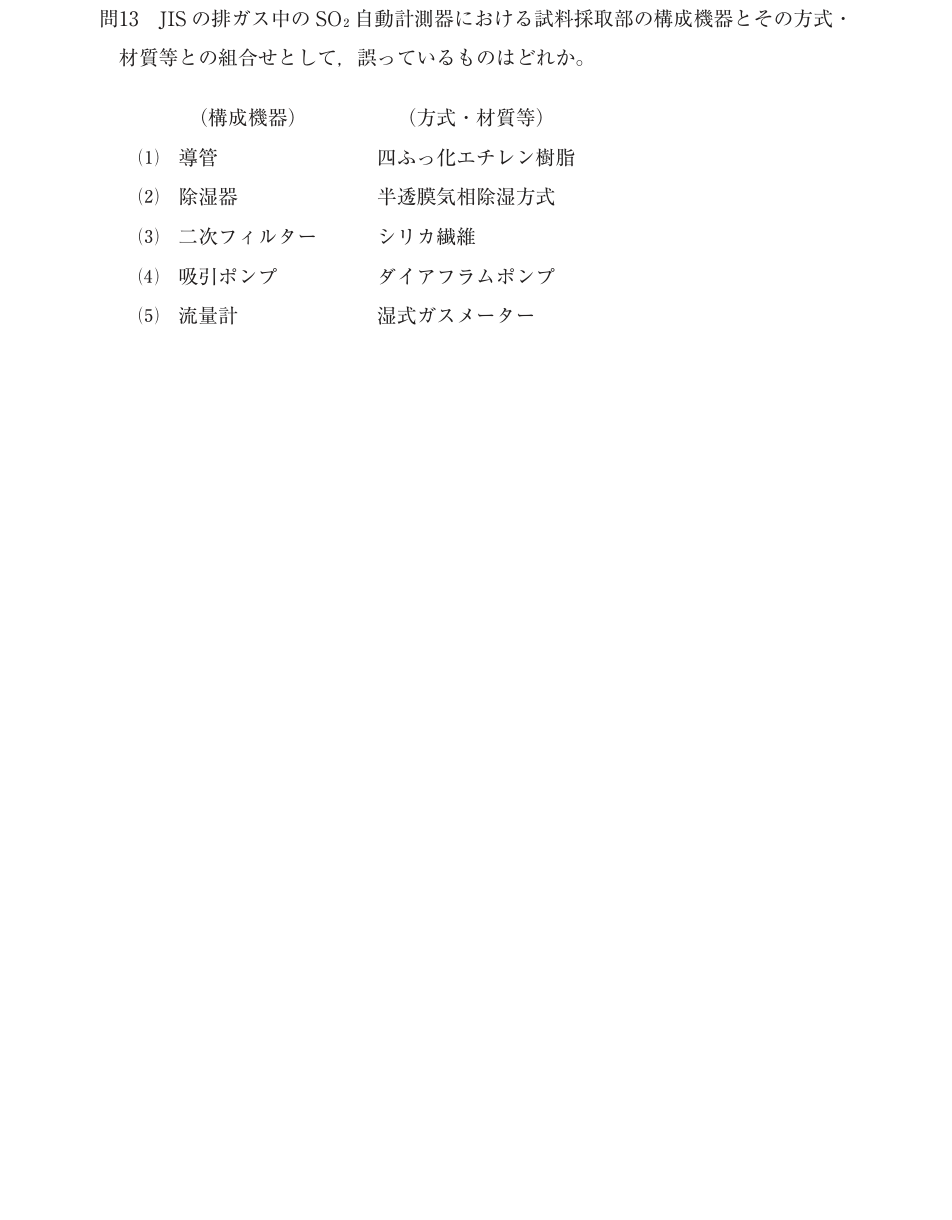 問13　JIS の排ガス中の SO₂ 自動計測器における試料採取部の構成機器とその方式・
材質等との組合せとして，誤っているものはどれか。
（構成機器）　（方式・材質等）
⑴　導管　四ふっ化エチレン樹脂
⑵　除湿器　半透膜気相除湿方式
⑶　二次フィルター　シリカ繊維
⑷　吸引ポンプ　ダイアフラムポンプ
⑸　流量計　湿式ガスメーター